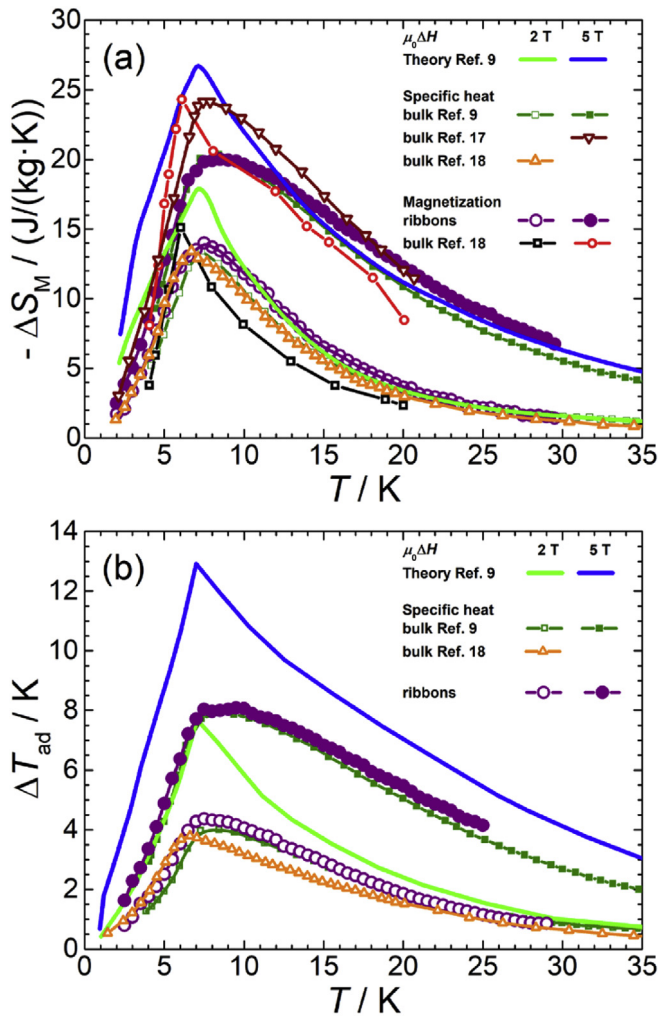 (a)
μ₀ΔH 2 T 5 T
Theory Ref. 9
Specific heat
bulk Ref. 9
bulk Ref. 17
bulk Ref. 18
Magnetization
ribbons
bulk Ref. 18
- ΔS_M / (J/(kg·K))
30
25
20
15
10
5
0
0 5 10 15 20 25 30 35
T / K
(b)
μ₀ΔH 2 T 5 T
Theory Ref. 9
Specific heat
bulk Ref. 9
bulk Ref. 18
ribbons
ΔT_ad / K
14
12
10
8
6
4
2
0
0 5 10 15 20 25 30 35
T / K